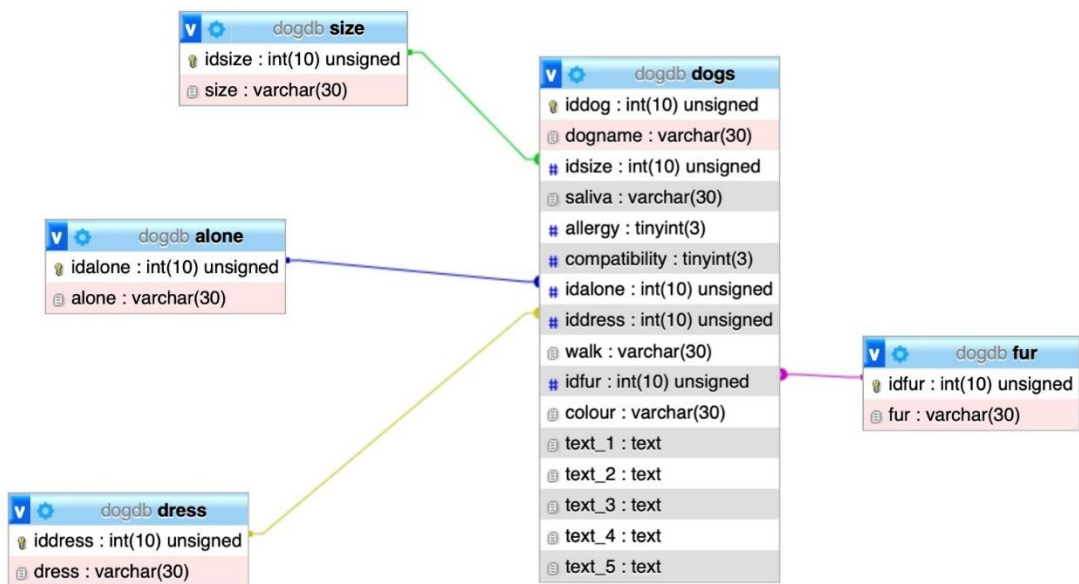 dogdb size
idsize : int(10) unsigned
size : varchar(30)
dogdb dogs
iddog : int(10) unsigned
dogname : varchar(30)
# idsize : int(10) unsigned
saliva : varchar(30)
# allergy : tinyint(3)
# compatibility : tinyint(3)
# idalone : int(10) unsigned
# iddress : int(10) unsigned
walk : varchar(30)
# idfur : int(10) unsigned
colour : varchar(30)
text_1 : text
text_2 : text
text_3 : text
text_4 : text
text_5 : text
dogdb alone
idalone : int(10) unsigned
alone : varchar(30)
dogdb fur
idfur : int(10) unsigned
fur : varchar(30)
dogdb dress
iddress : int(10) unsigned
dress : varchar(30)